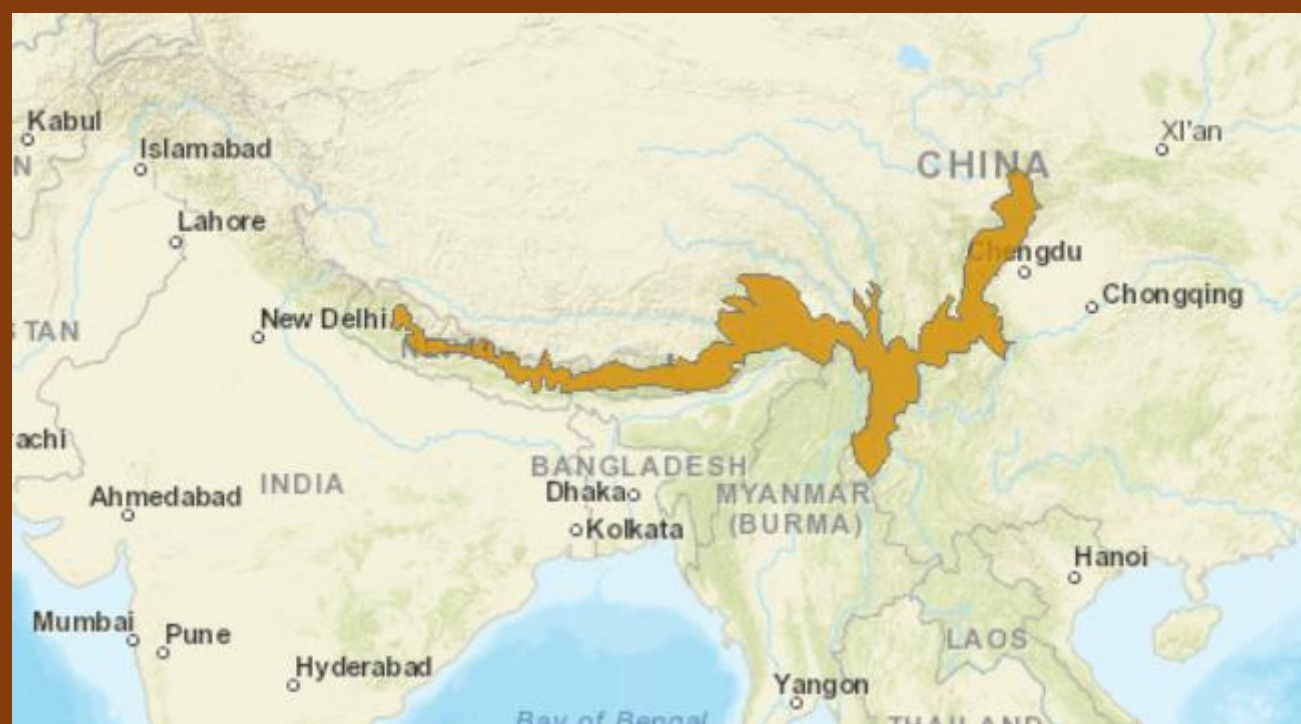 Kabul
Islamabad
Lahore
New Delhi
STAN
achi
INDIA
Ahmedabad
Mumbai
Pune
Hyderabad
BANGLADESH
Dhaka
Kolkata
MYANMAR
(BURMA)
Yangon
Bay of Bengal
CHINA
XI'an
Chengdu
Chongqing
Hanoi
LAOS
THAILAND